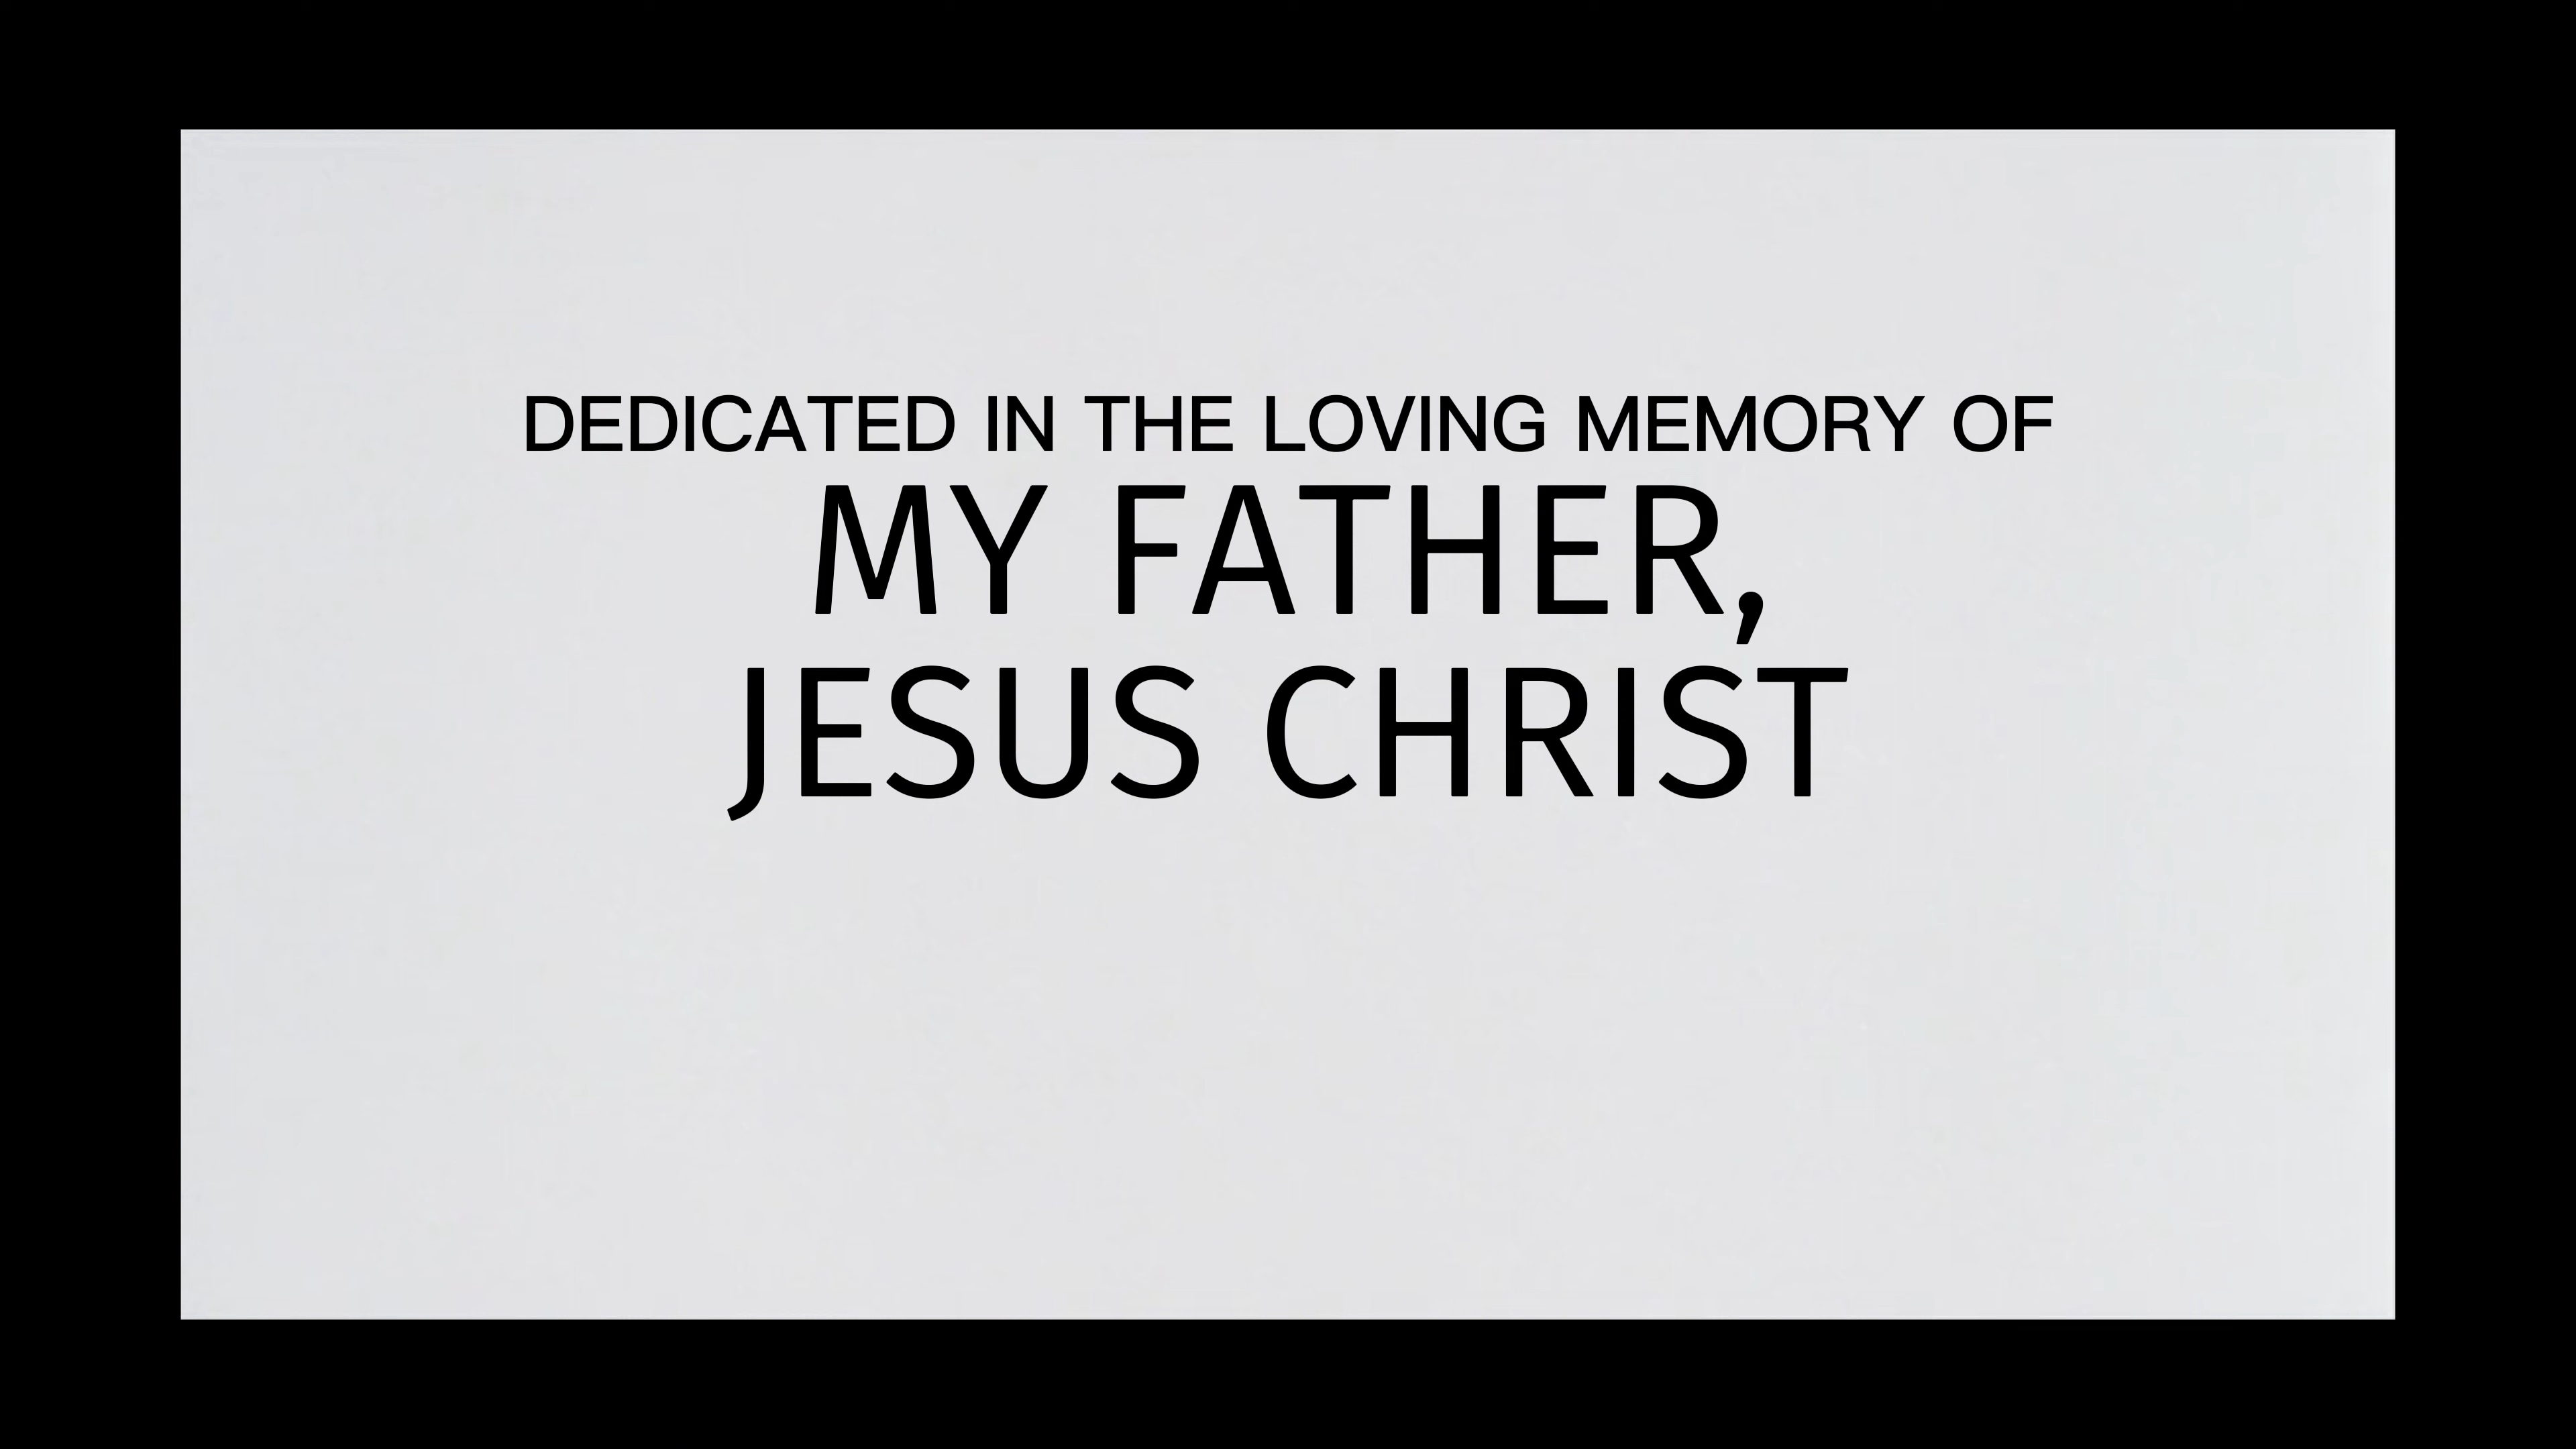 DEDICATED IN THE LOVING MEMORY OF
MY FATHER,
JESUS CHRIST